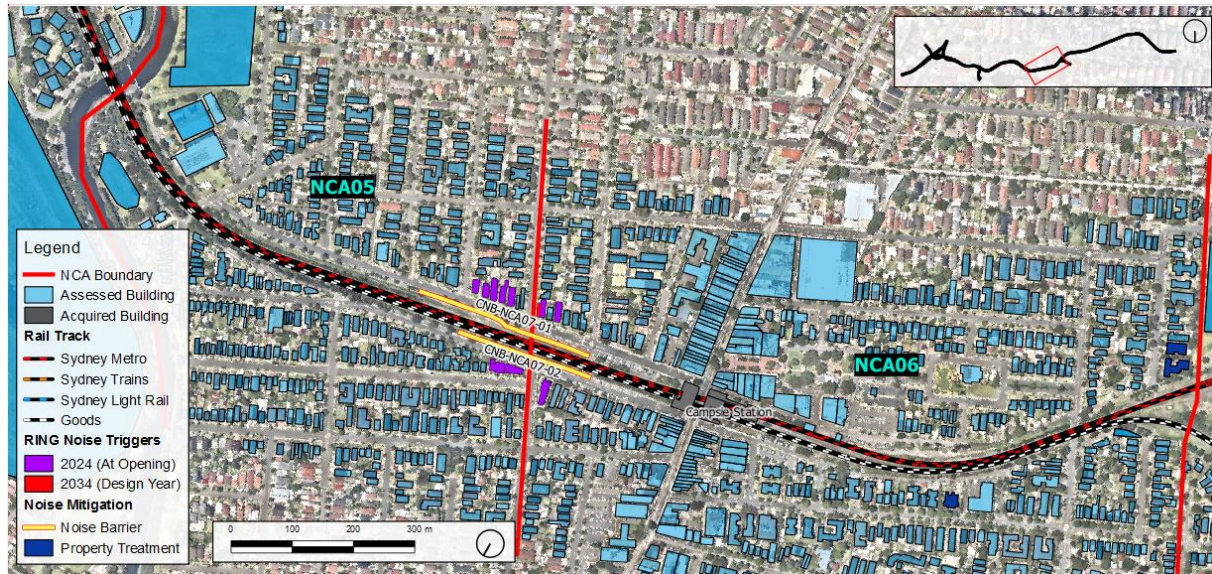 NCA05
CNB-NCA07-01
CNB-NCA07-02
NCA06
Campsie Station
Legend
NCA Boundary
Assessed Building
Acquired Building
Rail Track
Sydney Metro
Sydney Trains
Sydney Light Rail
Goods
RING Noise Triggers
2024 (At Opening)
2034 (Design Year)
Noise Mitigation
Noise Barrier
Property Treatment
0 100 200 300 m